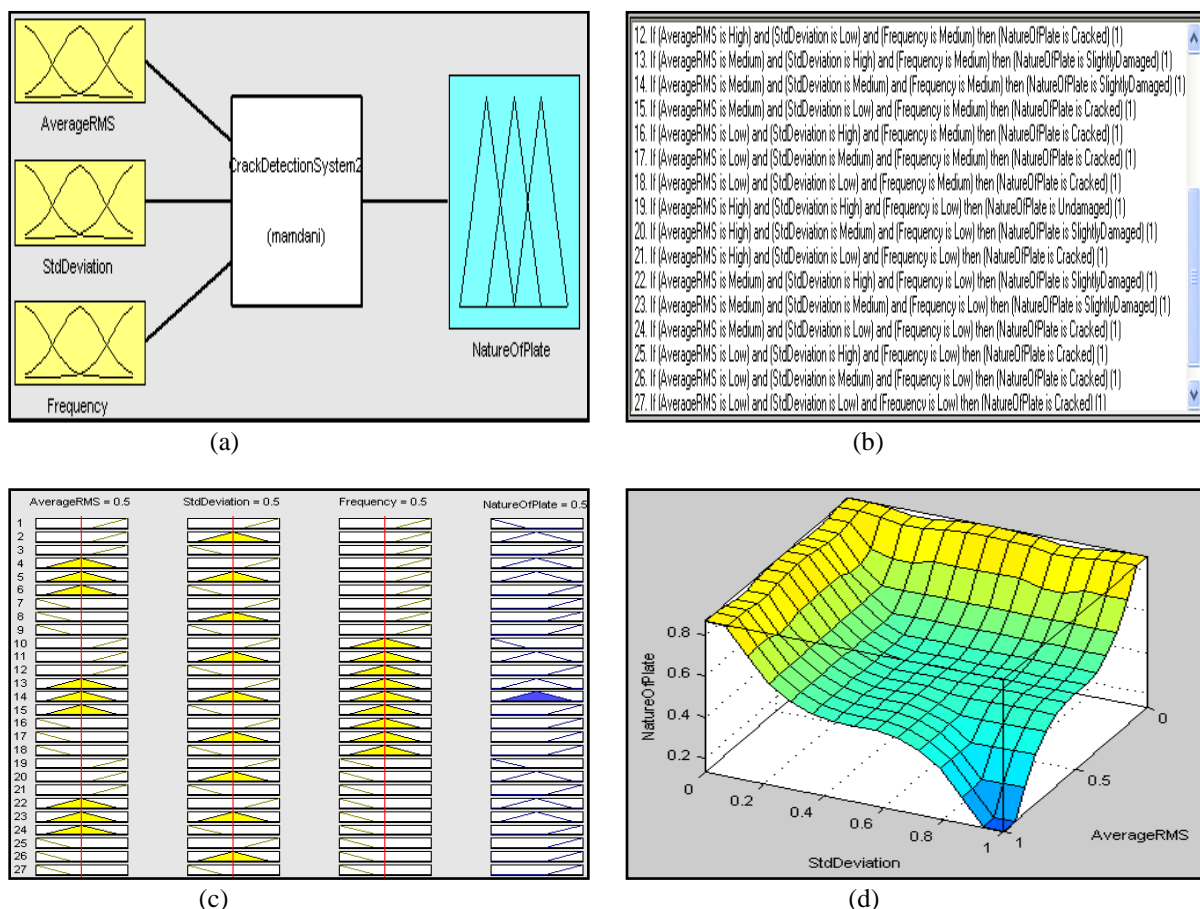 AverageRMS
StdDeviation
Frequency
CrackDetectionSystem2
(mamdani)
NatureOfPlate
(a)
12. If (AverageRMS is High) and (StdDeviation is Low) and (Frequency is Medium) then (NatureOfPlate is Cracked) (1)
13. If (AverageRMS is Medium) and (StdDeviation is High) and (Frequency is Medium) then (NatureOfPlate is SlightlyDamaged) (1)
14. If (AverageRMS is Medium) and (StdDeviation is Medium) and (Frequency is Medium) then (NatureOfPlate is SlightlyDamaged) (1)
15. If (AverageRMS is Medium) and (StdDeviation is Low) and (Frequency is Medium) then (NatureOfPlate is Cracked) (1)
16. If (AverageRMS is Low) and (StdDeviation is High) and (Frequency is Medium) then (NatureOfPlate is Cracked) (1)
17. If (AverageRMS is Low) and (StdDeviation is Medium) and (Frequency is Medium) then (NatureOfPlate is Cracked) (1)
18. If (AverageRMS is Low) and (StdDeviation is Low) and (Frequency is Medium) then (NatureOfPlate is Cracked) (1)
19. If (AverageRMS is High) and (StdDeviation is High) and (Frequency is Low) then (NatureOfPlate is Undamaged) (1)
20. If (AverageRMS is High) and (StdDeviation is Medium) and (Frequency is Low) then (NatureOfPlate is SlightlyDamaged) (1)
21. If (AverageRMS is High) and (StdDeviation is Low) and (Frequency is Low) then (NatureOfPlate is Cracked) (1)
22. If (AverageRMS is Medium) and (StdDeviation is High) and (Frequency is Low) then (NatureOfPlate is SlightlyDamaged) (1)
23. If (AverageRMS is Medium) and (StdDeviation is Medium) and (Frequency is Low) then (NatureOfPlate is SlightlyDamaged) (1)
24. If (AverageRMS is Medium) and (StdDeviation is Low) and (Frequency is Low) then (NatureOfPlate is Cracked) (1)
25. If (AverageRMS is Low) and (StdDeviation is High) and (Frequency is Low) then (NatureOfPlate is Cracked) (1)
26. If (AverageRMS is Low) and (StdDeviation is Medium) and (Frequency is Low) then (NatureOfPlate is Cracked) (1)
27. If (AverageRMS is Low) and (StdDeviation is Low) and (Frequency is Low) then (NatureOfPlate is Cracked) (1)
(b)
AverageRMS = 0.5 StdDeviation = 0.5 Frequency = 0.5 NatureOfPlate = 0.5
1
2
3
4
5
6
7
8
9
10
11
12
13
14
15
16
17
18
19
20
21
22
23
24
25
26
27
(c)
NatureOfPlate
0.8
0.6
0.4
0.2
0
0.2
0.4
0.6
0.8
1
StdDeviation
1
0.5
0
AverageRMS
(d)